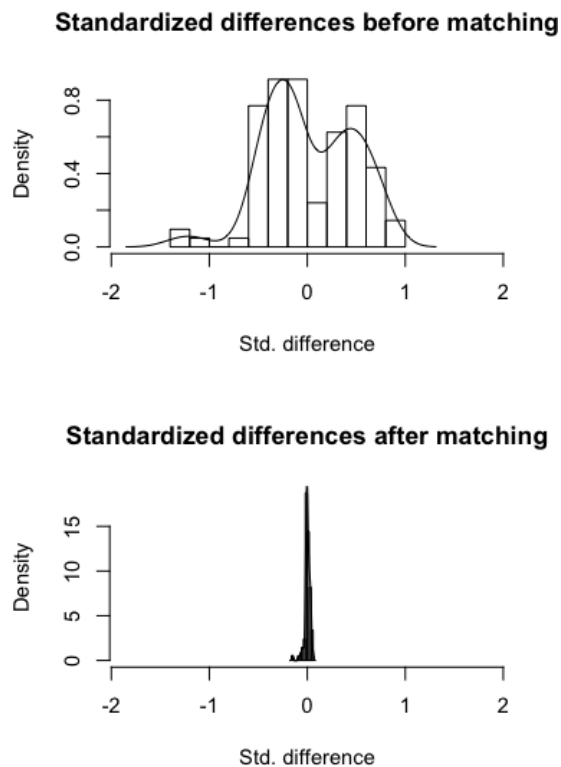 Standardized differences before matching
Density
0.8
0.4
0.0
-2 -1 0 1 2
Std. difference
Standardized differences after matching
Density
15
10
5
0
-2 -1 0 1 2
Std. difference